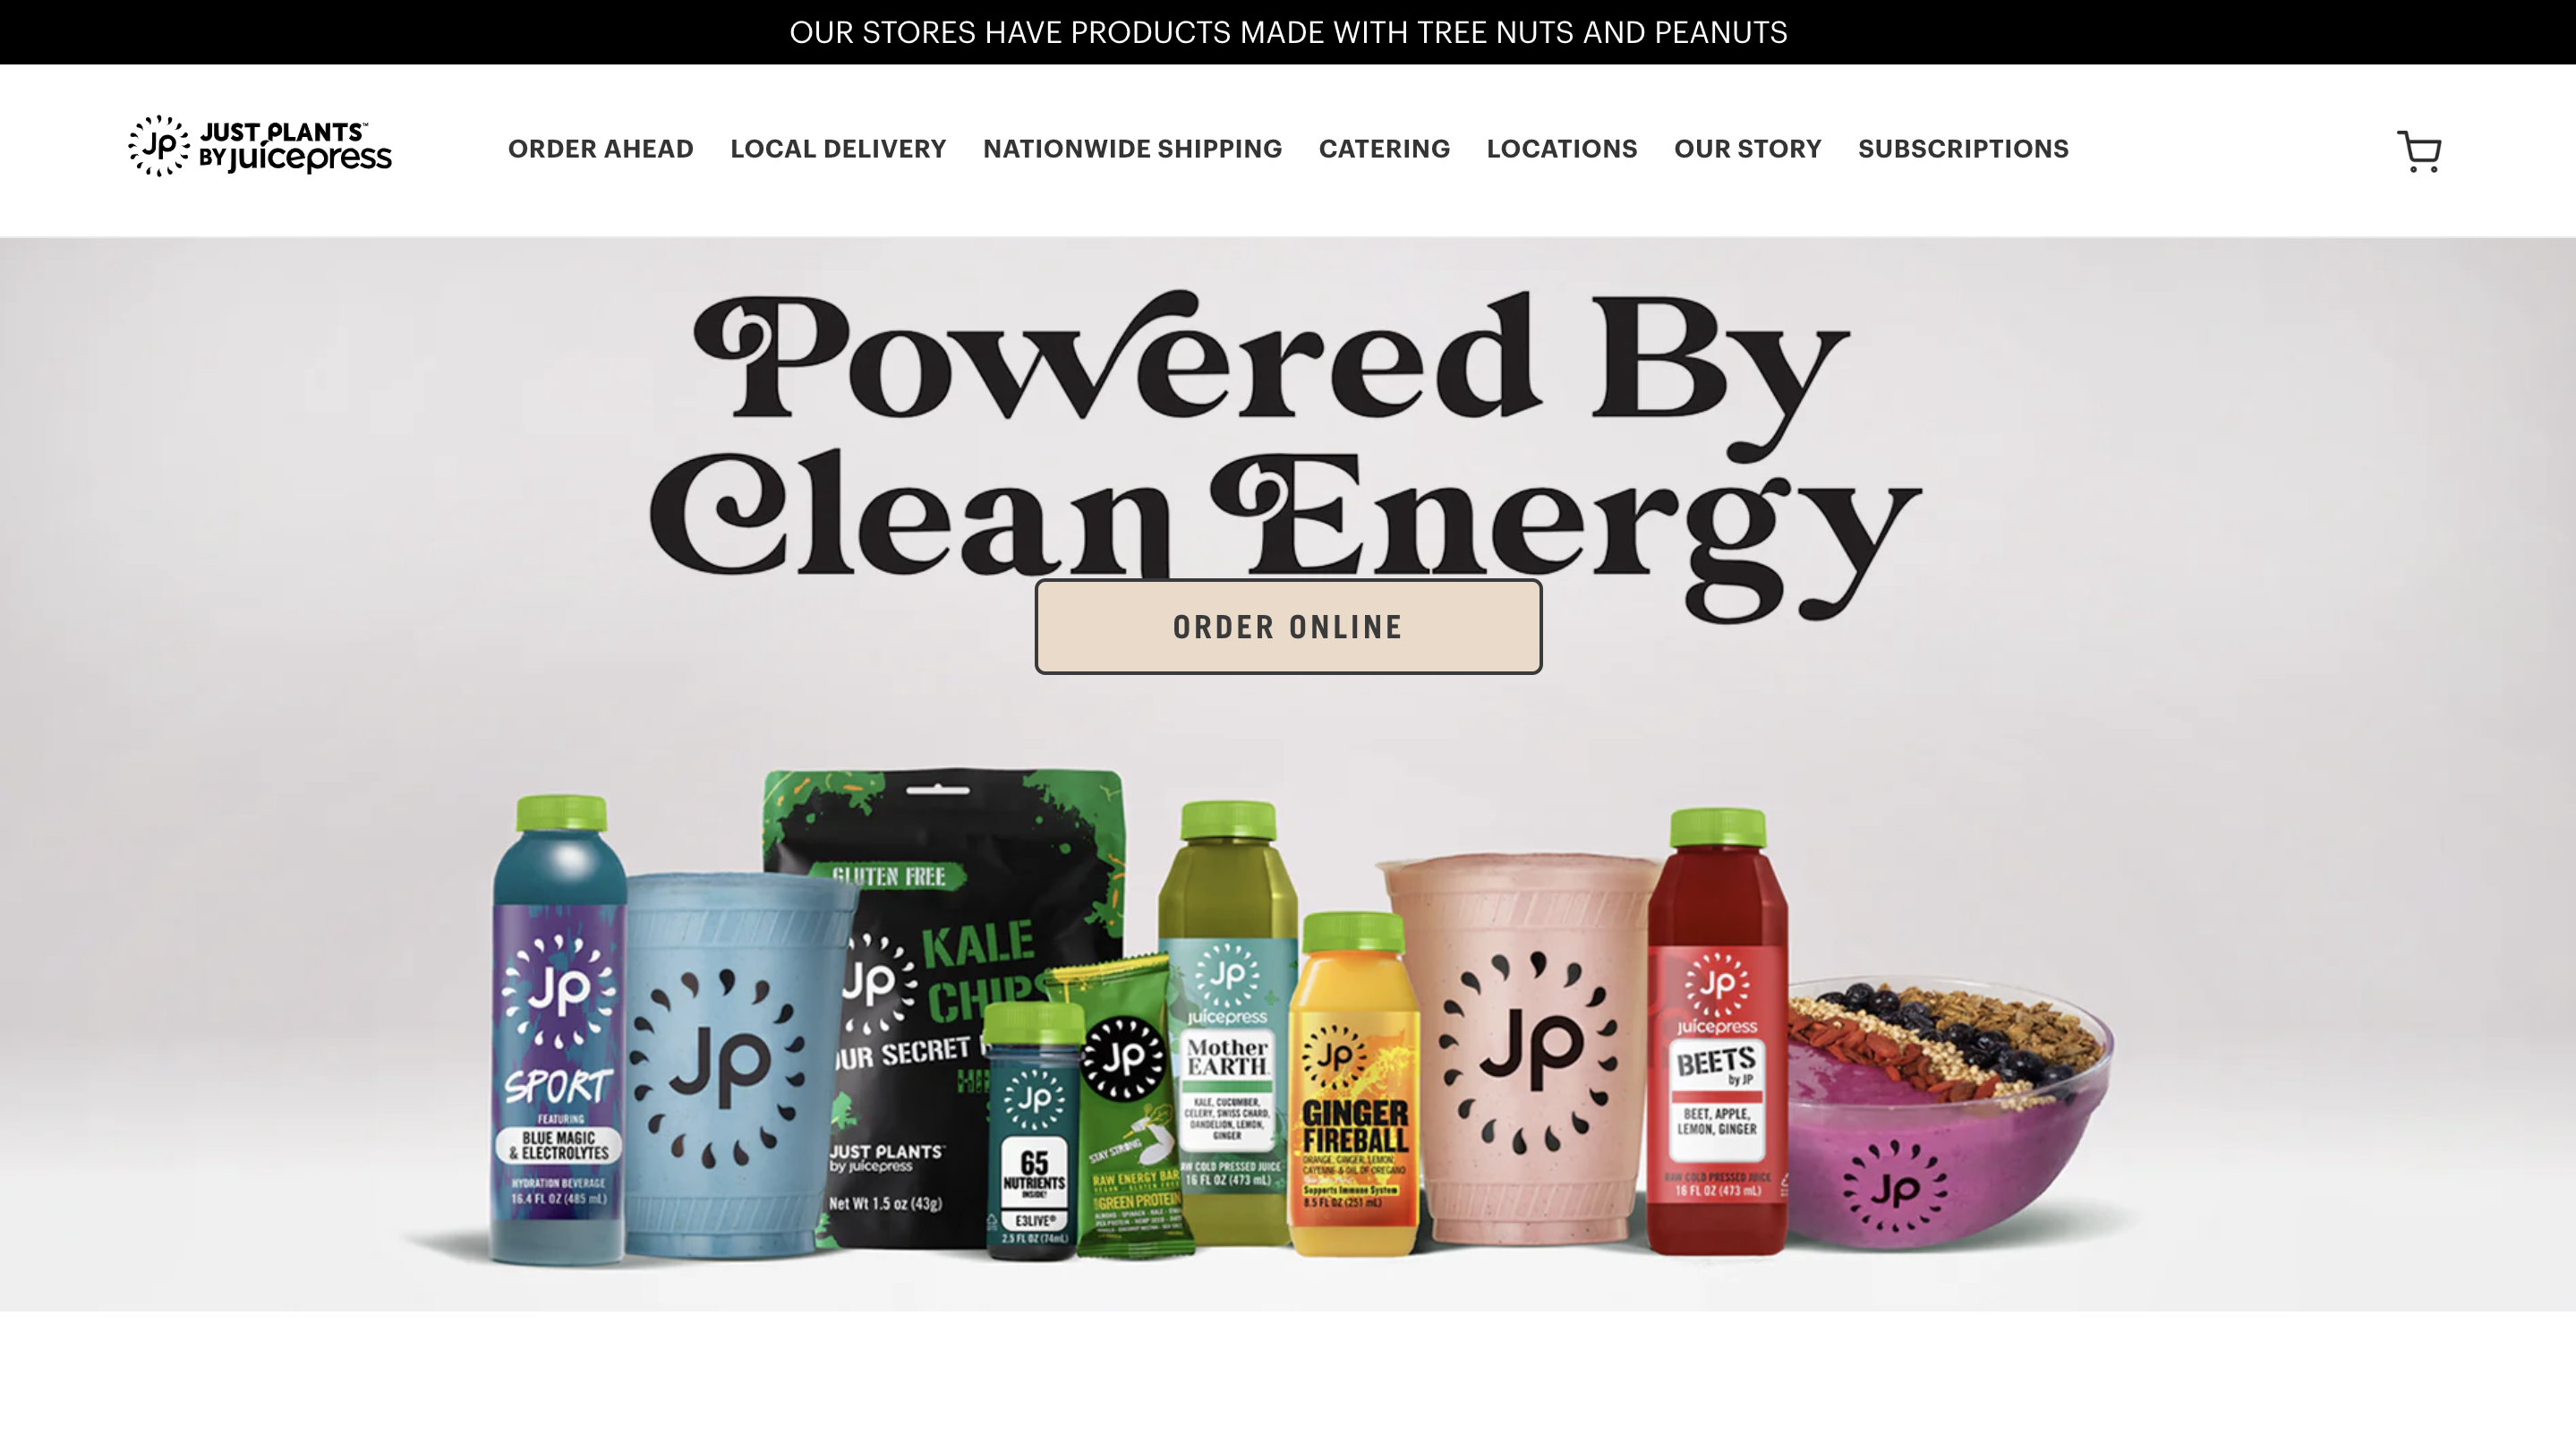 OUR STORES HAVE PRODUCTS MADE WITH TREE NUTS AND PEANUTS
Jp JUST PLANTS™
BY juicepress
ORDER AHEAD LOCAL DELIVERY NATIONWIDE SHIPPING CATERING LOCATIONS OUR STORY SUBSCRIPTIONS
Powered By
Clean Energy
ORDER ONLINE
Jp
SPORT
FEATURING
BLUE MAGIC
& ELECTROLYTES
HYDRATION BEVERAGE
16.4 FL OZ (485 mL)
Jp
GLUTEN FREE
Jp
KALE
CHIPS
SECRET
JUST PLANTS™
by juicepress
Net Wt 1.5 oz (43g)
Jp
65
NUTRIENTS
INSIDE!
E3LIVE®
2.5 FL OZ (74mL)
Jp
STAY STRONG
RAW ENERGY BAR
GREEN PROTEIN
Jp
juicepress
Mother
EARTH
KALE, CUCUMBER,
CELERY, SWISS CHARD,
DANDELION, LEMON,
GINGER
COLD PRESSED JUICE
16 FL OZ (473 mL)
Jp
GINGER
FIREBALL
ORANGE, GINGER, LEMON,
CAYENNE & OIL OF OREGANO
Supports Immune System
8.5 FL OZ (251 mL)
Jp
Jp
juicepress
BEETS
by JP
BEET, APPLE,
LEMON, GINGER
RAW COLD PRESSED JUICE
16 FL OZ (473 mL)
Jp